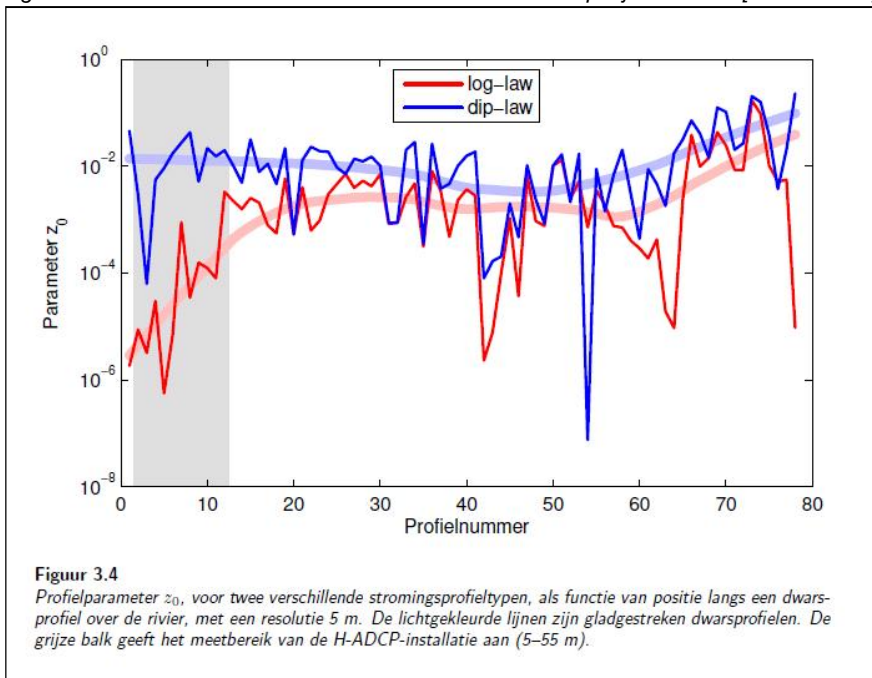 10^0
10^-2
10^-4
10^-6
10^-8
Parameter z_0
log-law
dip-law
0 10 20 30 40 50 60 70 80
Profielnummer
Figuur 3.4
Profielparameter z_0, voor twee verschillende stromingsprofieltypen, als functie van positie langs een dwars-
profiel over de rivier, met een resolutie 5 m. De lichtgekleurde lijnen zijn gladgestreken dwarsprofielen. De
grijze balk geeft het meetbereik van de H-ADCP-installatie aan (5–55 m).